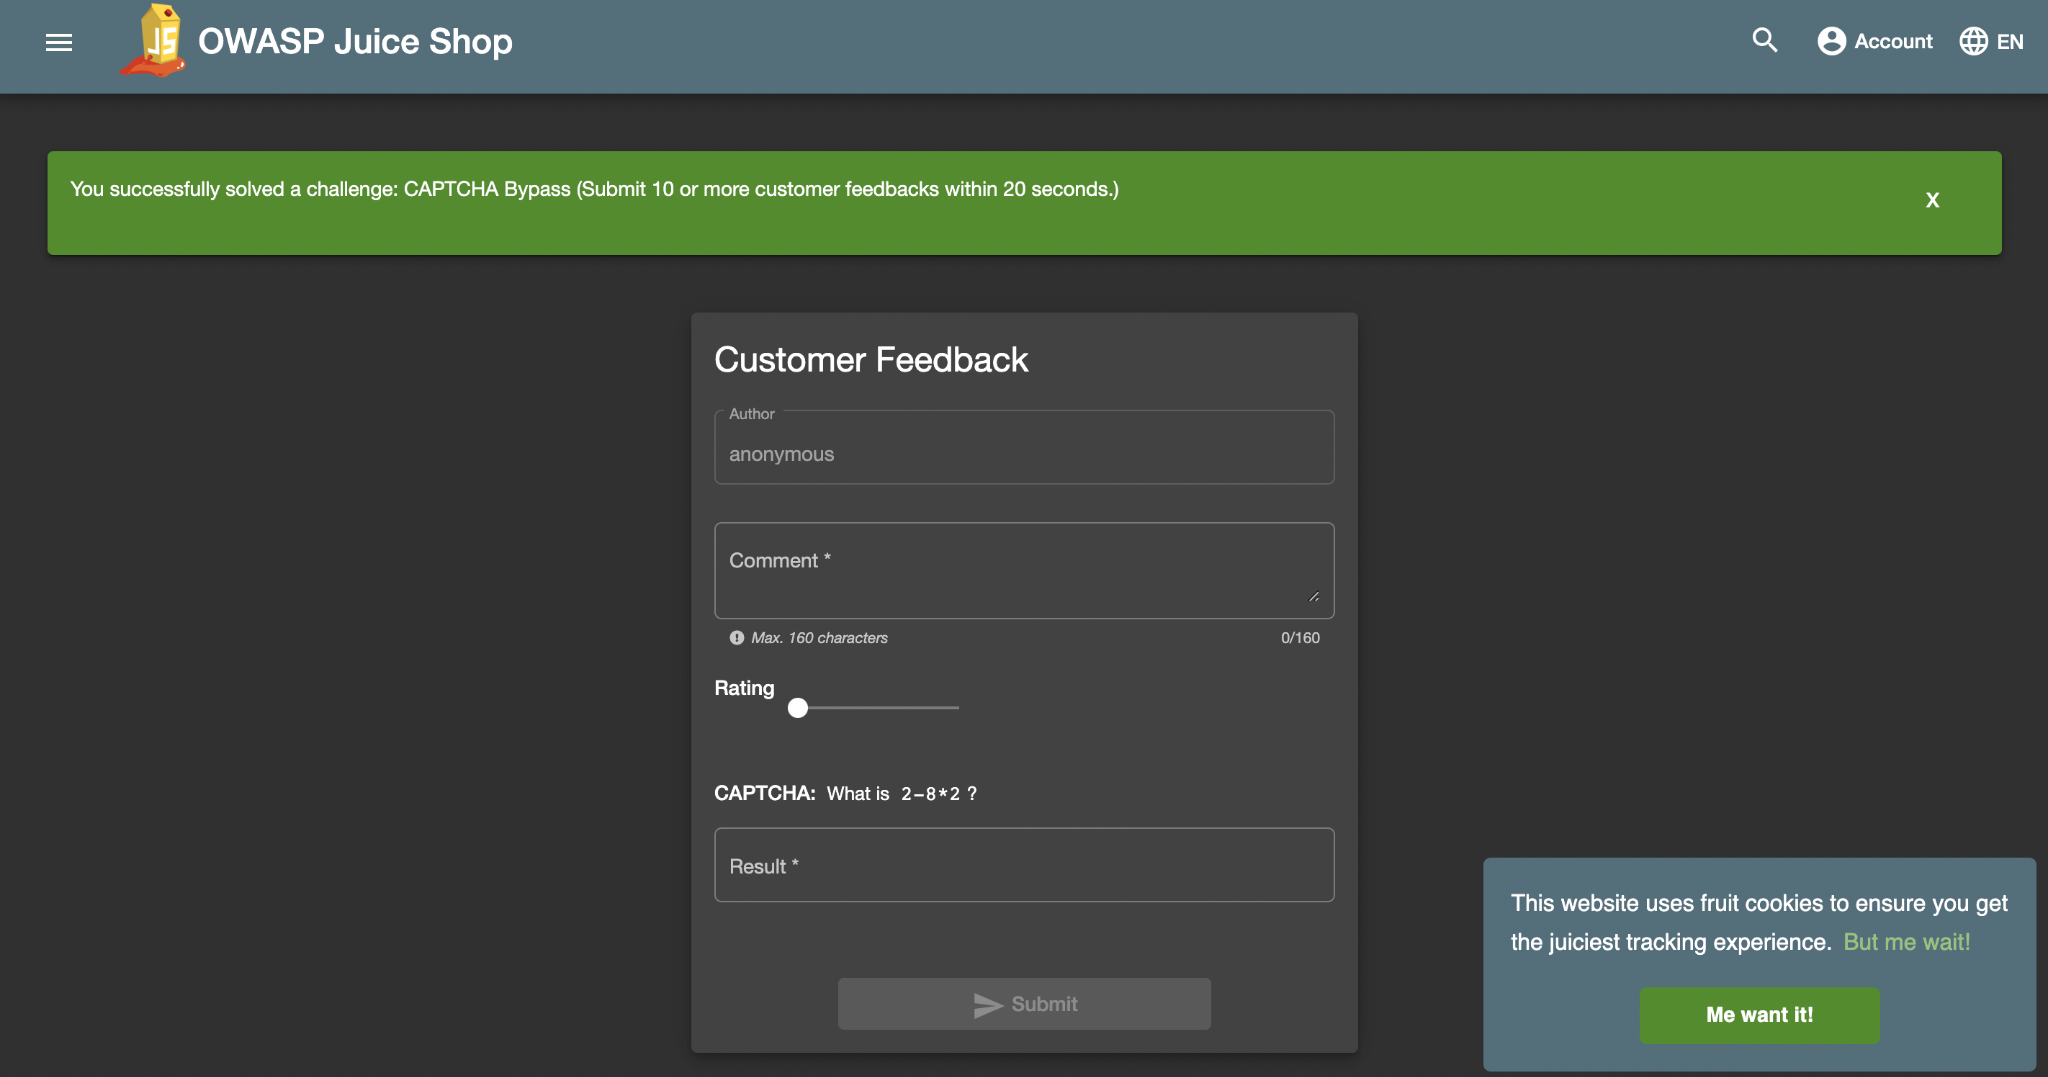 JS
OWASP Juice Shop
Account
EN
You successfully solved a challenge: CAPTCHA Bypass (Submit 10 or more customer feedbacks within 20 seconds.)
X
Customer Feedback
Author
anonymous
Comment *
Max. 160 characters
0/160
Rating
CAPTCHA: What is 2-8*2 ?
Result *
Submit
This website uses fruit cookies to ensure you get
the juiciest tracking experience. But me wait!
Me want it!